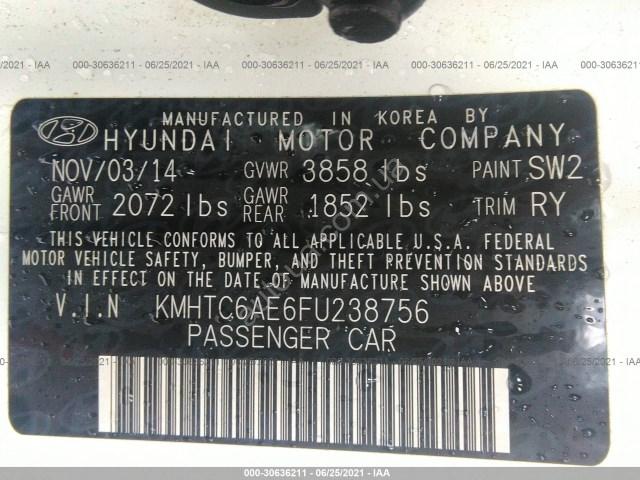 000-30636211 - 06/25/2021 - IAA
MANUFACTURED IN KOREA BY
HYUNDAI MOTOR COMPANY
NOV/03/14 GVWR 3858 lbs PAINT SW2
GAWR FRONT 2072 lbs GAWR REAR 1852 lbs TRIM RY
THIS VEHICLE CONFORMS TO ALL APPLICABLE U.S.A. FEDERAL
MOTOR VEHICLE SAFETY, BUMPER, AND THEFT PREVENTION STANDARDS
IN EFFECT ON THE DATE OF MANUFACTURE SHOWN ABOVE
V.I.N KMHTC6AE6FU238756
PASSENGER CAR
000-30636211 - 06/25/2021 - IAA